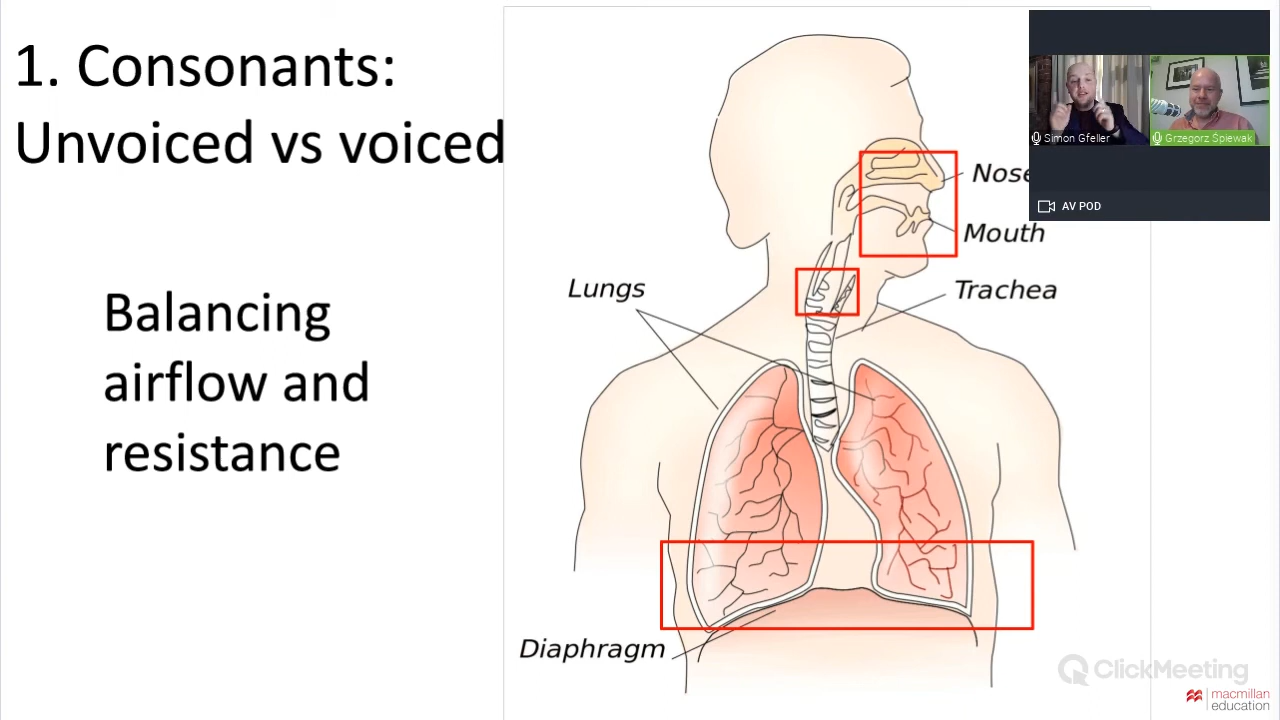 1. Consonants:
Unvoiced vs voiced
Balancing
airflow and
resistance
Nose
Mouth
Lungs
Trachea
Diaphragm
Simon Gfeller
Grzegorz Śpiewak
AV POD
ClickMeeting
macmillan
education